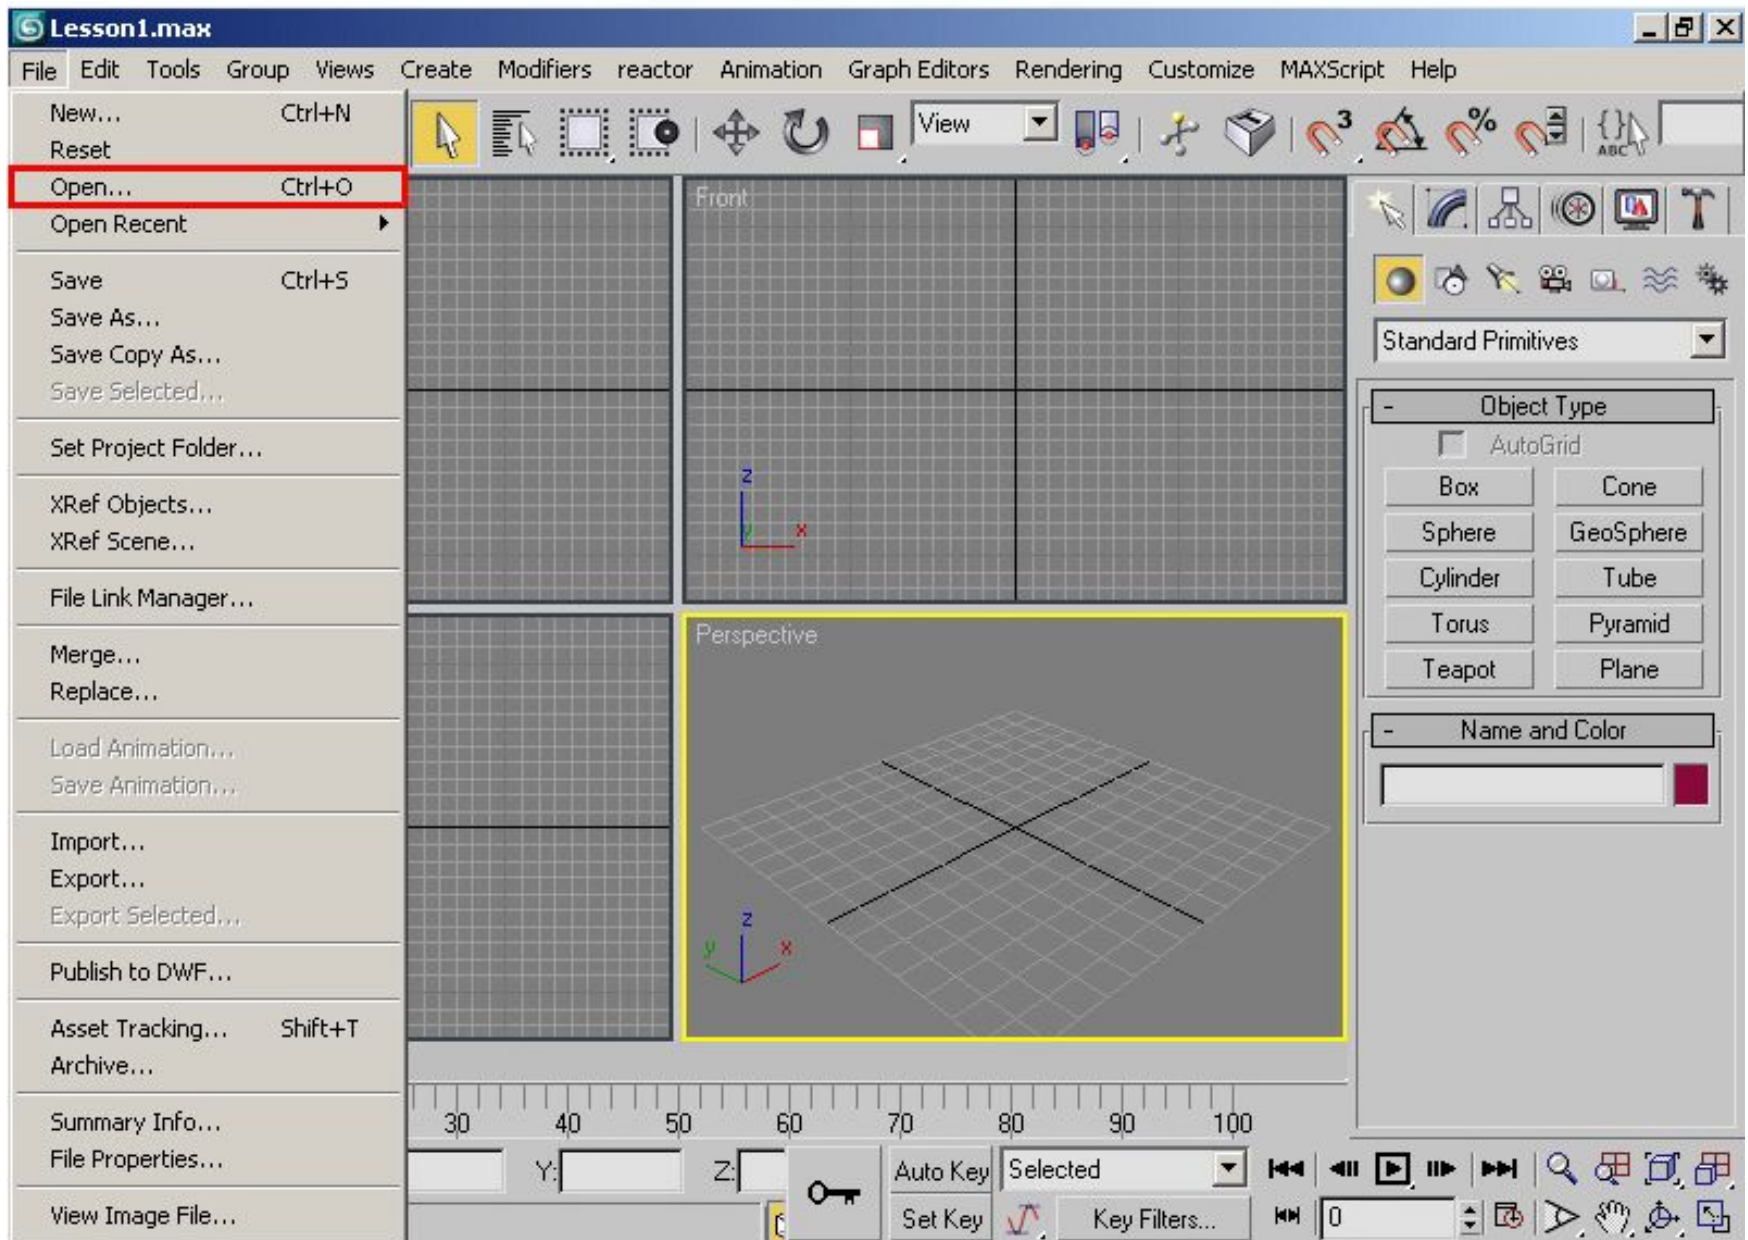 Lesson1.max
File Edit Tools Group Views Create Modifiers reactor Animation Graph Editors Rendering Customize MAXScript Help
New... Ctrl+N
Reset
Open... Ctrl+O
Open Recent
Save Ctrl+S
Save As...
Save Copy As...
Save Selected...
Set Project Folder...
XRef Objects...
XRef Scene...
File Link Manager...
Merge...
Replace...
Load Animation...
Save Animation...
Import...
Export...
Export Selected...
Publish to DWF...
Asset Tracking... Shift+T
Archive...
Summary Info...
File Properties...
View Image File...
View
3
%
{}
ABC
Front
z
y x
Perspective
z
y x
Standard Primitives
- Object Type
AutoGrid
Box Cone
Sphere GeoSphere
Cylinder Tube
Torus Pyramid
Teapot Plane
- Name and Color
30 40 50 60 70 80 90 100
Y: Z:
Auto Key Selected
Set Key Key Filters... 0